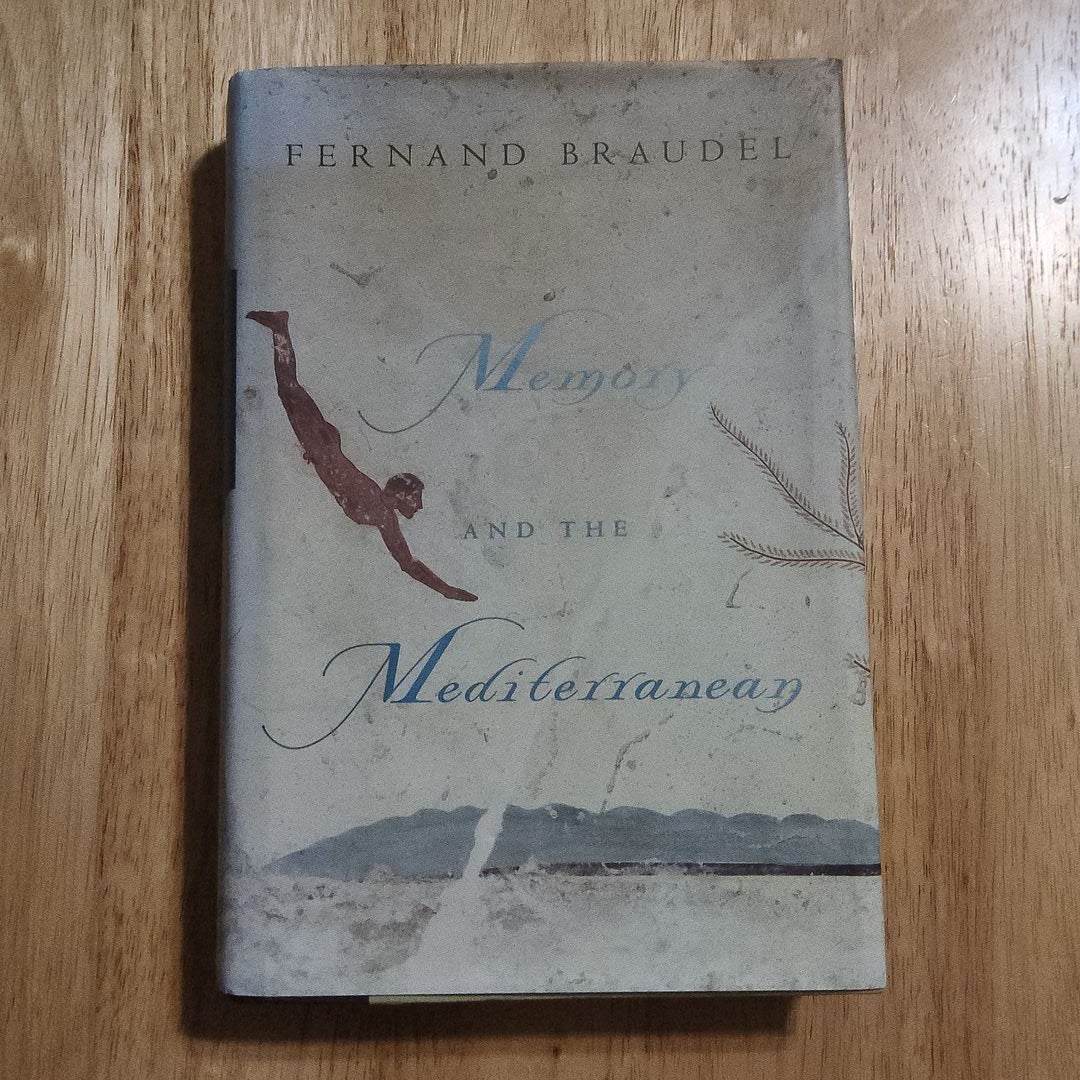 FERNAND BRAUDEL
Memory
AND THE
Mediterranean